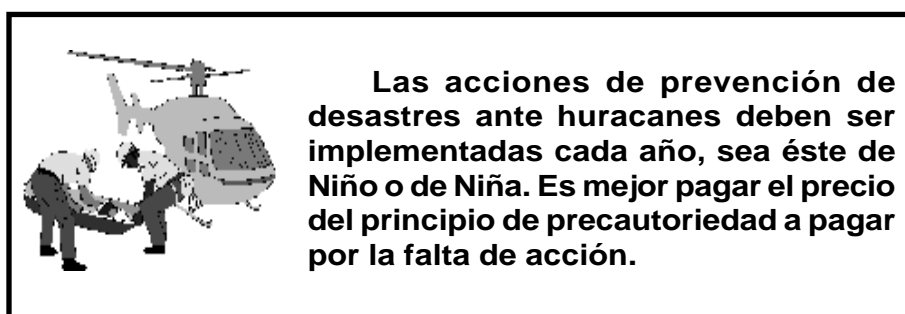 Las acciones de prevención de
desastres ante huracanes deben ser
implementadas cada año, sea éste de
Niño o de Niña. Es mejor pagar el precio
del principio de precautoriedad a pagar
por la falta de acción.